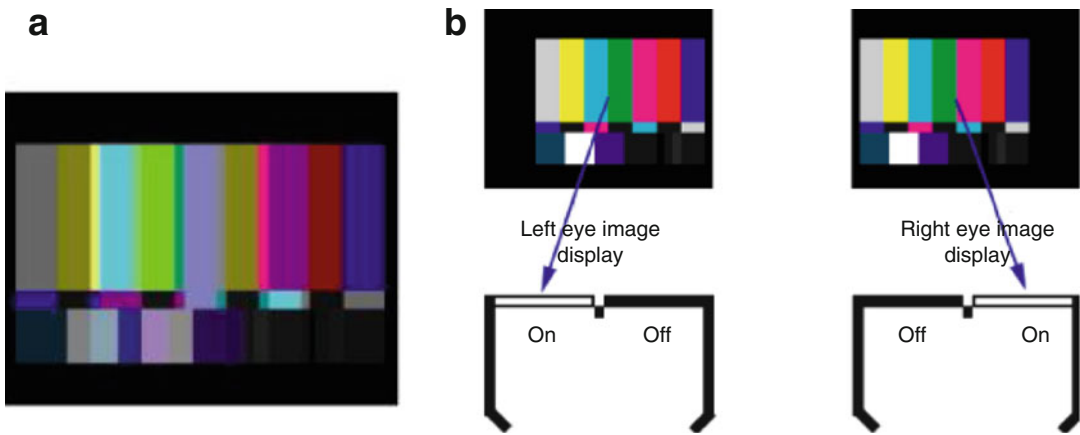 a
b
Left eye image
display
Right eye image
display
On
Off
Off
On